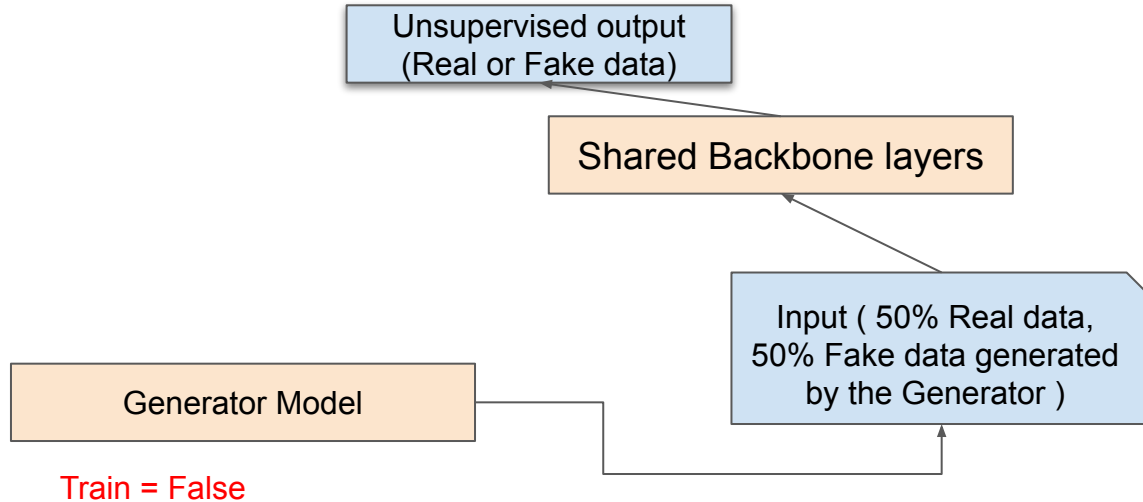 Unsupervised output
(Real or Fake data)
Shared Backbone layers
Input ( 50% Real data,
50% Fake data generated
by the Generator )
Generator Model
Train = False